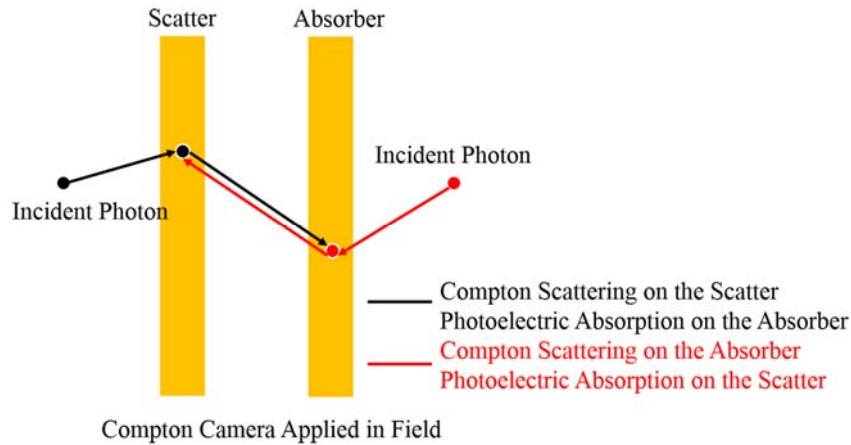 Scatter
Absorber
Incident Photon
Incident Photon
Compton Scattering on the Scatter
Photoelectric Absorption on the Absorber
Compton Scattering on the Absorber
Photoelectric Absorption on the Scatter
Compton Camera Applied in Field